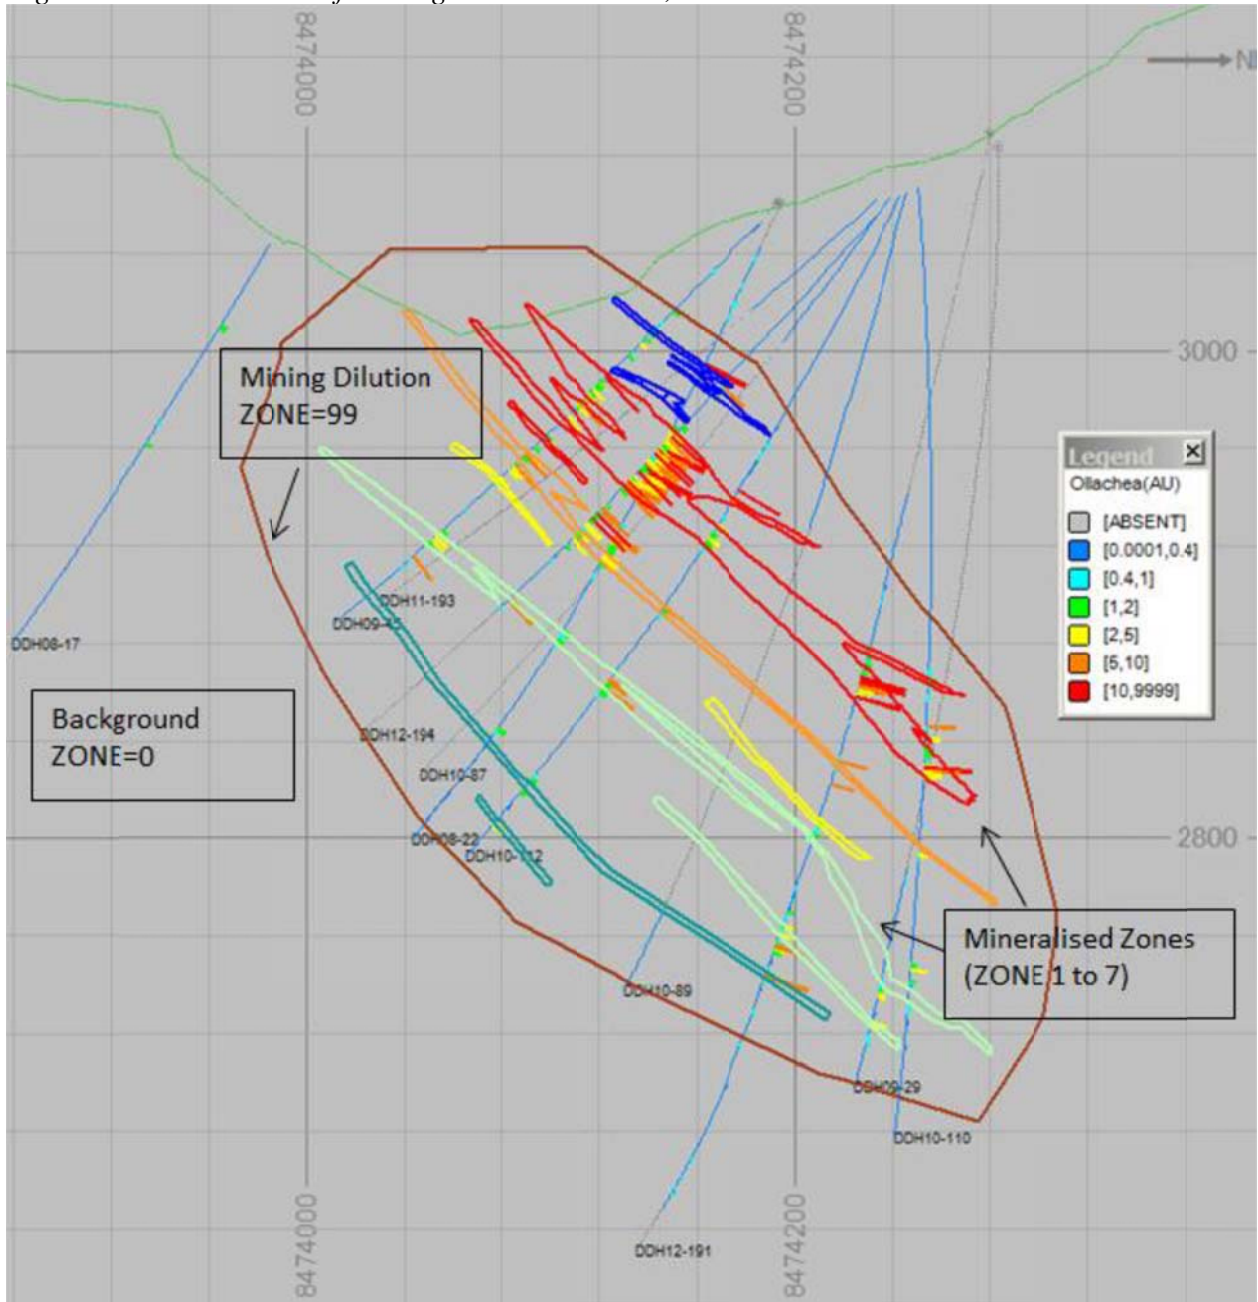 8474000
8474200
3000
Mining Dilution
ZONE=99
Legend
Ollachea(AU)
[ABSENT]
[0.0001,0.4]
[0.4,1]
[1,2]
[2,5]
[5,10]
[10,9999]
DDH11-193
DDH08-17
Background
ZONE=0
DDH12-194
DDH10-87
DDH08-22
DDH10-112
2800
Mineralised Zones
(ZONE 1 to 7)
DDH10-89
DDH09-29
DDH10-110
8474000
8474200
DDH12-191